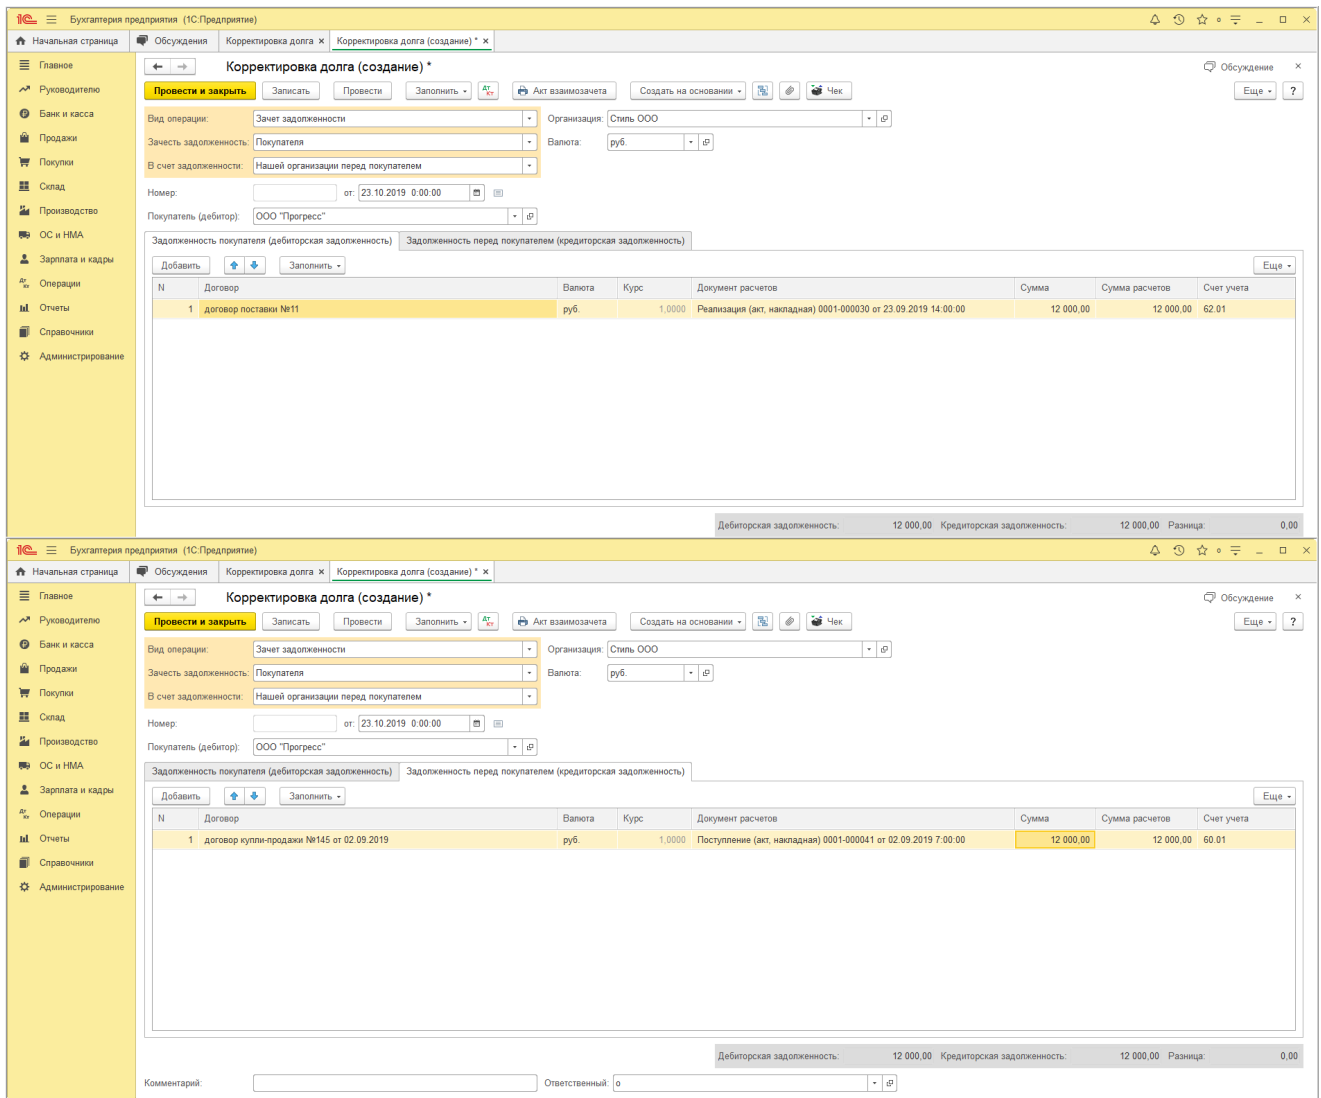 1С Бухгалтерия предприятия (1С:Предприятие)
Начальная страница Обсуждения Корректировка долга × Корректировка долга (создание) * ×
Главное
Руководителю
Банк и касса
Продажи
Покупки
Склад
Производство
ОС и НМА
Зарплата и кадры
Операции
Отчеты
Справочники
Администрирование
Корректировка долга (создание) * Обсуждение ×
Провести и закрыть Записать Провести Заполнить Дт Кт Акт взаимозачета Создать на основании Чек Еще ?
Вид операции: Зачет задолженности Организация: Стиль ООО
Зачесть задолженность: Покупателя Валюта: руб.
В счет задолженности: Нашей организации перед покупателем
Номер: от: 23.10.2019 0:00:00
Покупатель (дебитор): ООО "Прогресс"
Задолженность покупателя (дебиторская задолженность) Задолженность перед покупателем (кредиторская задолженность)
Добавить Заполнить Еще
N Договор Валюта Курс Документ расчетов Сумма Сумма расчетов Счет учета
1 договор поставки №11 руб. 1,0000 Реализация (акт, накладная) 0001-000030 от 23.09.2019 14:00:00 12 000,00 12 000,00 62.01
Дебиторская задолженность: 12 000,00 Кредиторская задолженность: 12 000,00 Разница: 0,00
1С Бухгалтерия предприятия (1С:Предприятие)
Начальная страница Обсуждения Корректировка долга × Корректировка долга (создание) * ×
Главное
Руководителю
Банк и касса
Продажи
Покупки
Склад
Производство
ОС и НМА
Зарплата и кадры
Операции
Отчеты
Справочники
Администрирование
Корректировка долга (создание) * Обсуждение ×
Провести и закрыть Записать Провести Заполнить Дт Кт Акт взаимозачета Создать на основании Чек Еще ?
Вид операции: Зачет задолженности Организация: Стиль ООО
Зачесть задолженность: Покупателя Валюта: руб.
В счет задолженности: Нашей организации перед покупателем
Номер: от: 23.10.2019 0:00:00
Покупатель (дебитор): ООО "Прогресс"
Задолженность покупателя (дебиторская задолженность) Задолженность перед покупателем (кредиторская задолженность)
Добавить Заполнить Еще
N Договор Валюта Курс Документ расчетов Сумма Сумма расчетов Счет учета
1 договор купли-продажи №145 от 02.09.2019 руб. 1,0000 Поступление (акт, накладная) 0001-000041 от 02.09.2019 7:00:00 12 000,00 12 000,00 60.01
Дебиторская задолженность: 12 000,00 Кредиторская задолженность: 12 000,00 Разница: 0,00
Комментарий: Ответственный: о